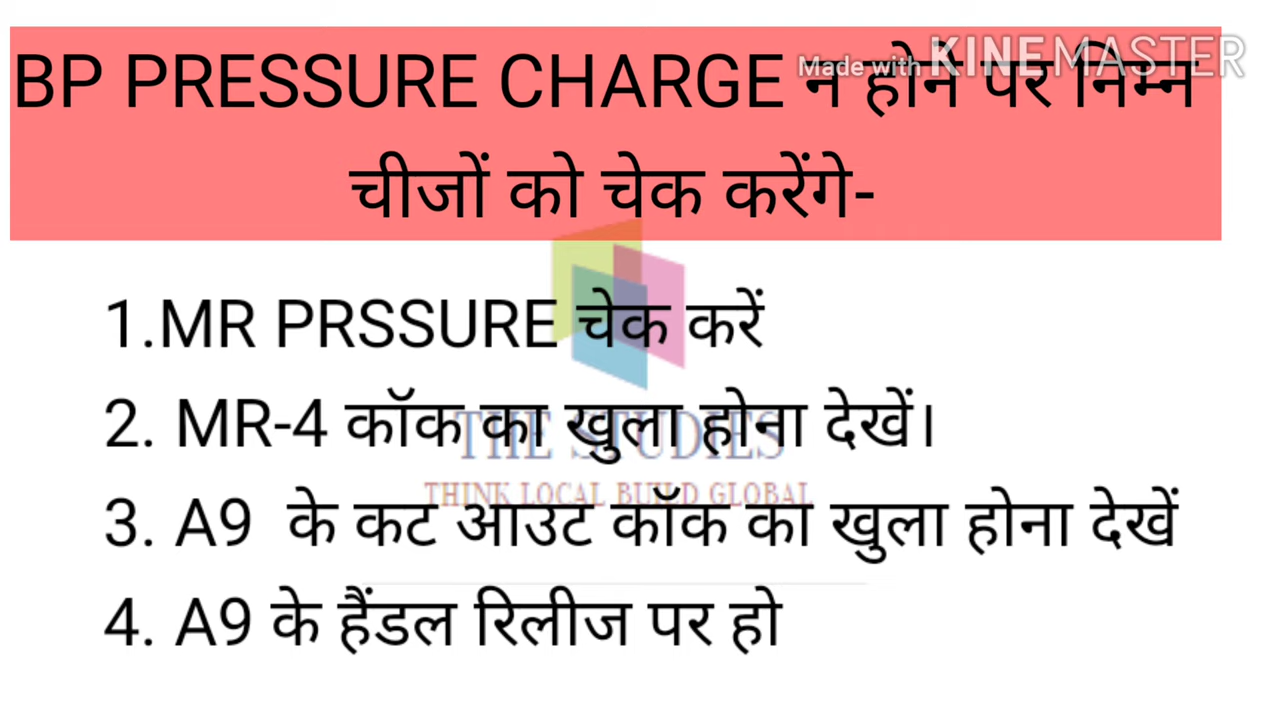 BP PRESSURE CHARGE न होने पर निम्न
Made with KINEMASTER
चीजों को चेक करेंगे-
1.MR PRSSURE चेक करें
2. MR-4 कॉक का खुला होना देखें।
THE STUDIES
THINK LOCAL BUILD GLOBAL
3. A9 के कट आउट कॉक का खुला होना देखें
4. A9 के हैंडल रिलीज पर हो